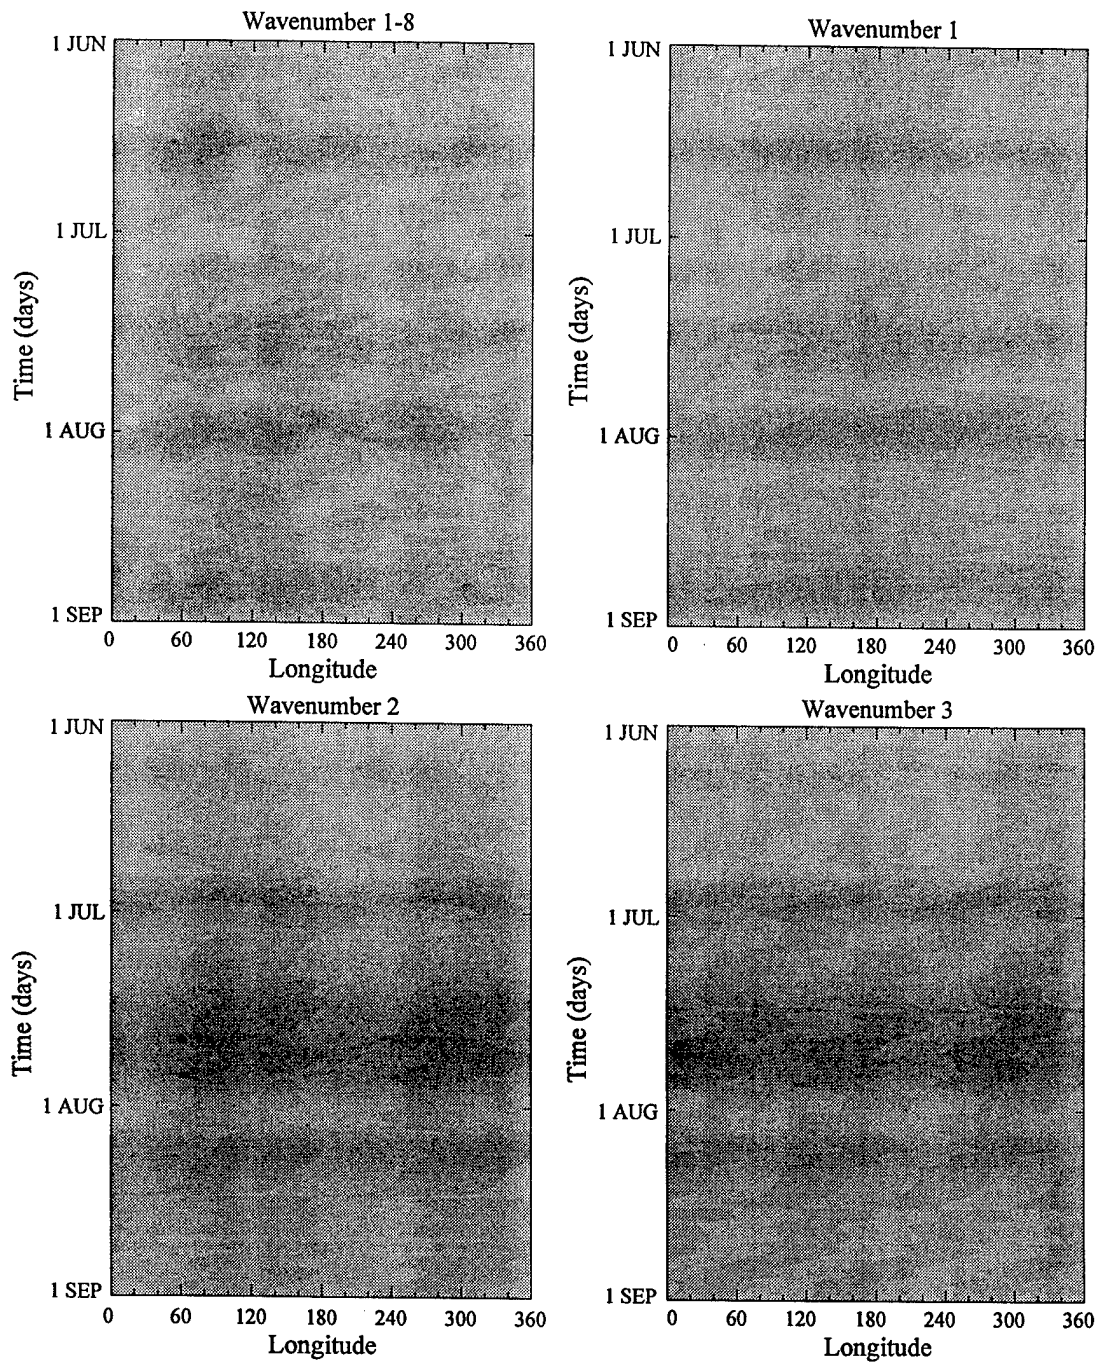 Wavenumber 1-8
1 JUN
1 JUL
1 AUG
1 SEP
Time (days)
0 60 120 180 240 300 360
Longitude
Wavenumber 1
1 JUN
1 JUL
1 AUG
1 SEP
Time (days)
0 60 120 180 240 300 360
Longitude
Wavenumber 2
1 JUN
1 JUL
1 AUG
1 SEP
Time (days)
0 60 120 180 240 300 360
Longitude
Wavenumber 3
1 JUN
1 JUL
1 AUG
1 SEP
Time (days)
0 60 120 180 240 300 360
Longitude